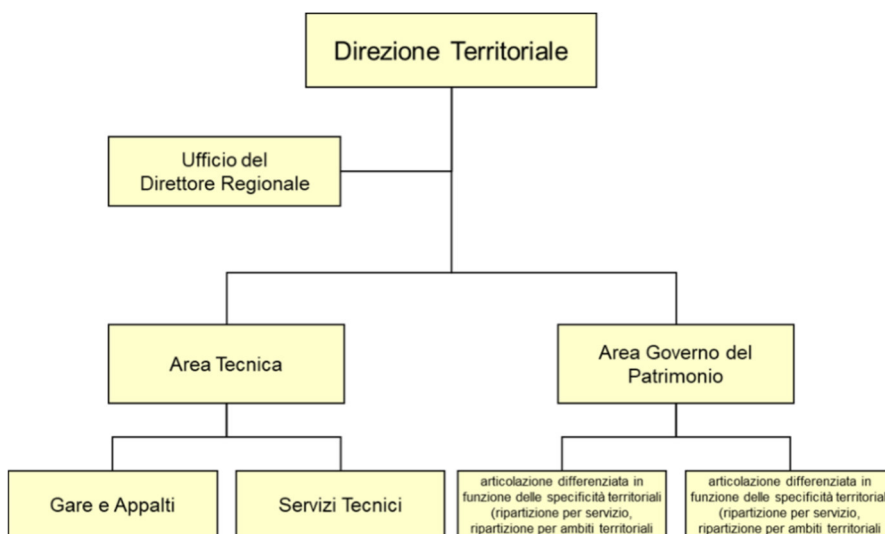 Direzione Territoriale
Ufficio del
Direttore Regionale
Area Tecnica
Area Governo del
Patrimonio
Gare e Appalti
Servizi Tecnici
articolazione differenziata in
funzione delle specificità territoriali
(ripartizione per servizio,
ripartizione per ambiti territoriali
articolazione differenziata in
funzione delle specificità territoriali
(ripartizione per servizio,
ripartizione per ambiti territoriali